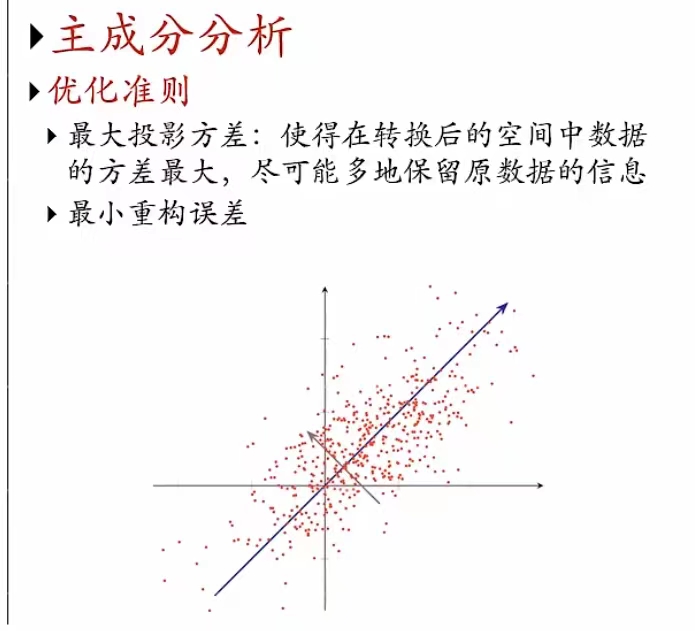 主成分分析
优化准则
最大投影方差：使得在转换后的空间中数据
的方差最大，尽可能多地保留原数据的信息
最小重构误差